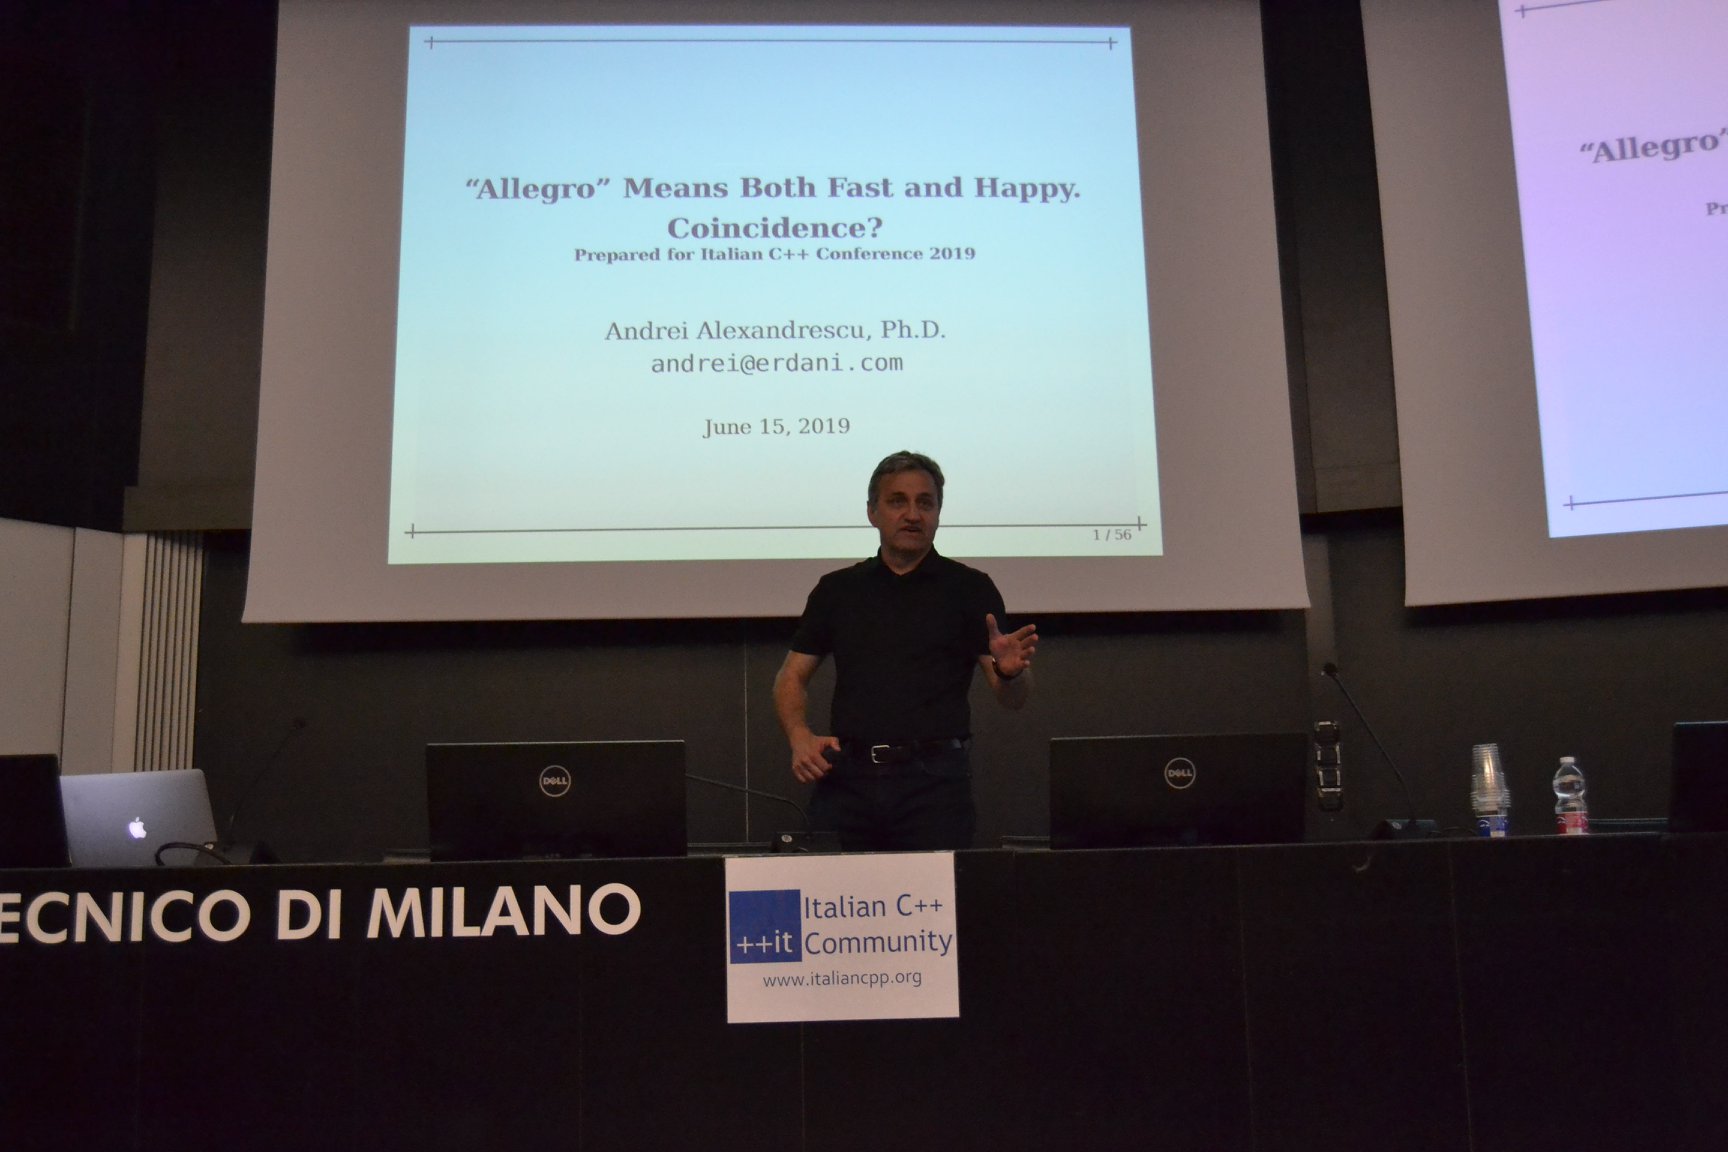 “Allegro” Means Both Fast and Happy.
Coincidence?
Prepared for Italian C++ Conference 2019
Andrei Alexandrescu, Ph.D.
andrei@erdani.com
June 15, 2019
1 / 56
“Allegro”
Pr
DELL
DELL
ECNICO DI MILANO
++it
Italian C++
Community
www.italiancpp.org